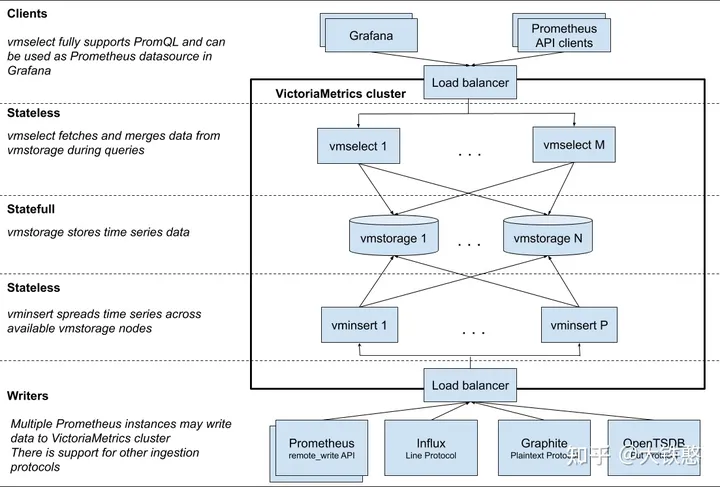 Clients
vmselect fully supports PromQL and can
be used as Prometheus datasource in
Grafana
Grafana
Prometheus
API clients
Load balancer
VictoriaMetrics cluster
Stateless
vmselect fetches and merges data from
vmstorage during queries
vmselect 1
. . .
vmselect M
Statefull
vmstorage stores time series data
vmstorage 1
. . .
vmstorage N
Stateless
vminsert spreads time series across
available vmstorage nodes
vminsert 1
. . .
vminsert P
Load balancer
Writers
Multiple Prometheus instances may write
data to VictoriaMetrics cluster
There is support for other ingestion
protocols
Prometheus
remote_write API
Influx
Line Protocol
Graphite
Plaintext Protocol
OpenTSDB
Put Protocol
知乎 @大铁憨